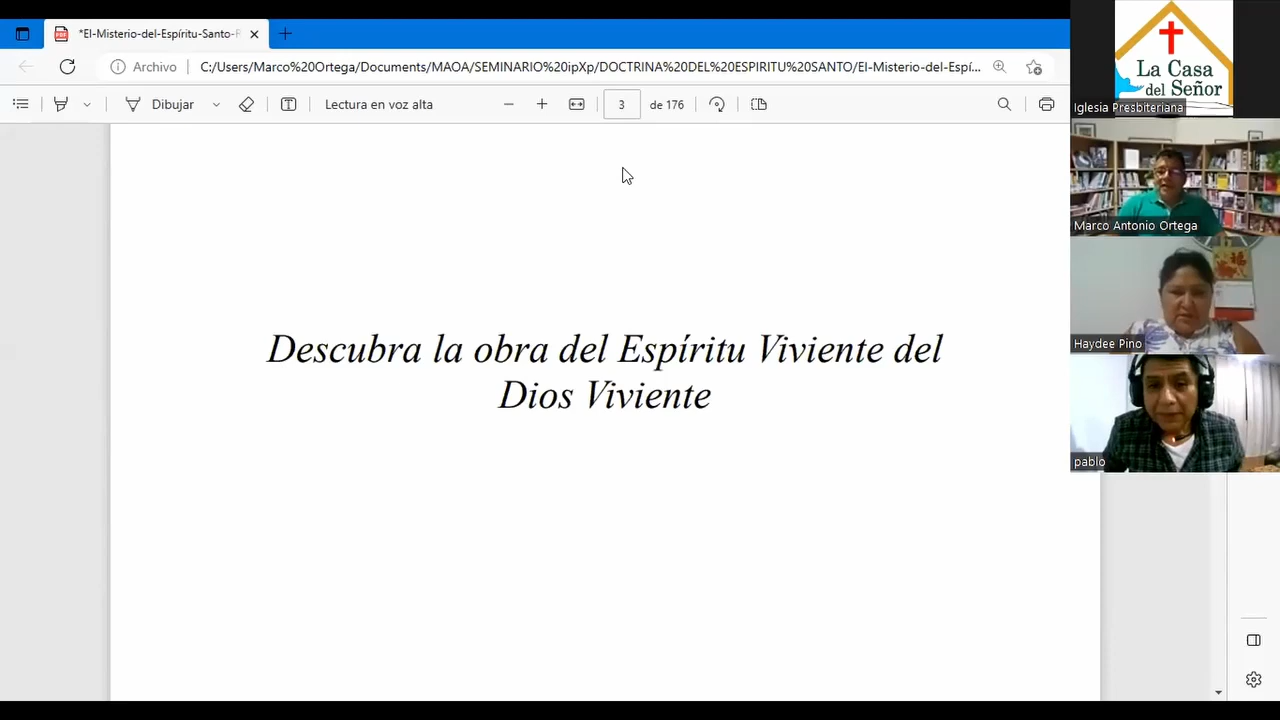 *El-Misterio-del-Espíritu-Santo-R
Archivo
C:/Users/Marco%20Ortega/Documents/MAOA/SEMINARIO%20ipXp/DOCTRINA%20DEL%20ESPIRITU%20SANTO/El-Misterio-del-Espí...
Dibujar
Lectura en voz alta
3
de 176
Descubra la obra del Espíritu Viviente del
Dios Viviente
La Casa
del Señor
Iglesia Presbiteriana
Marco Antonio Ortega
Haydee Pino
pablo